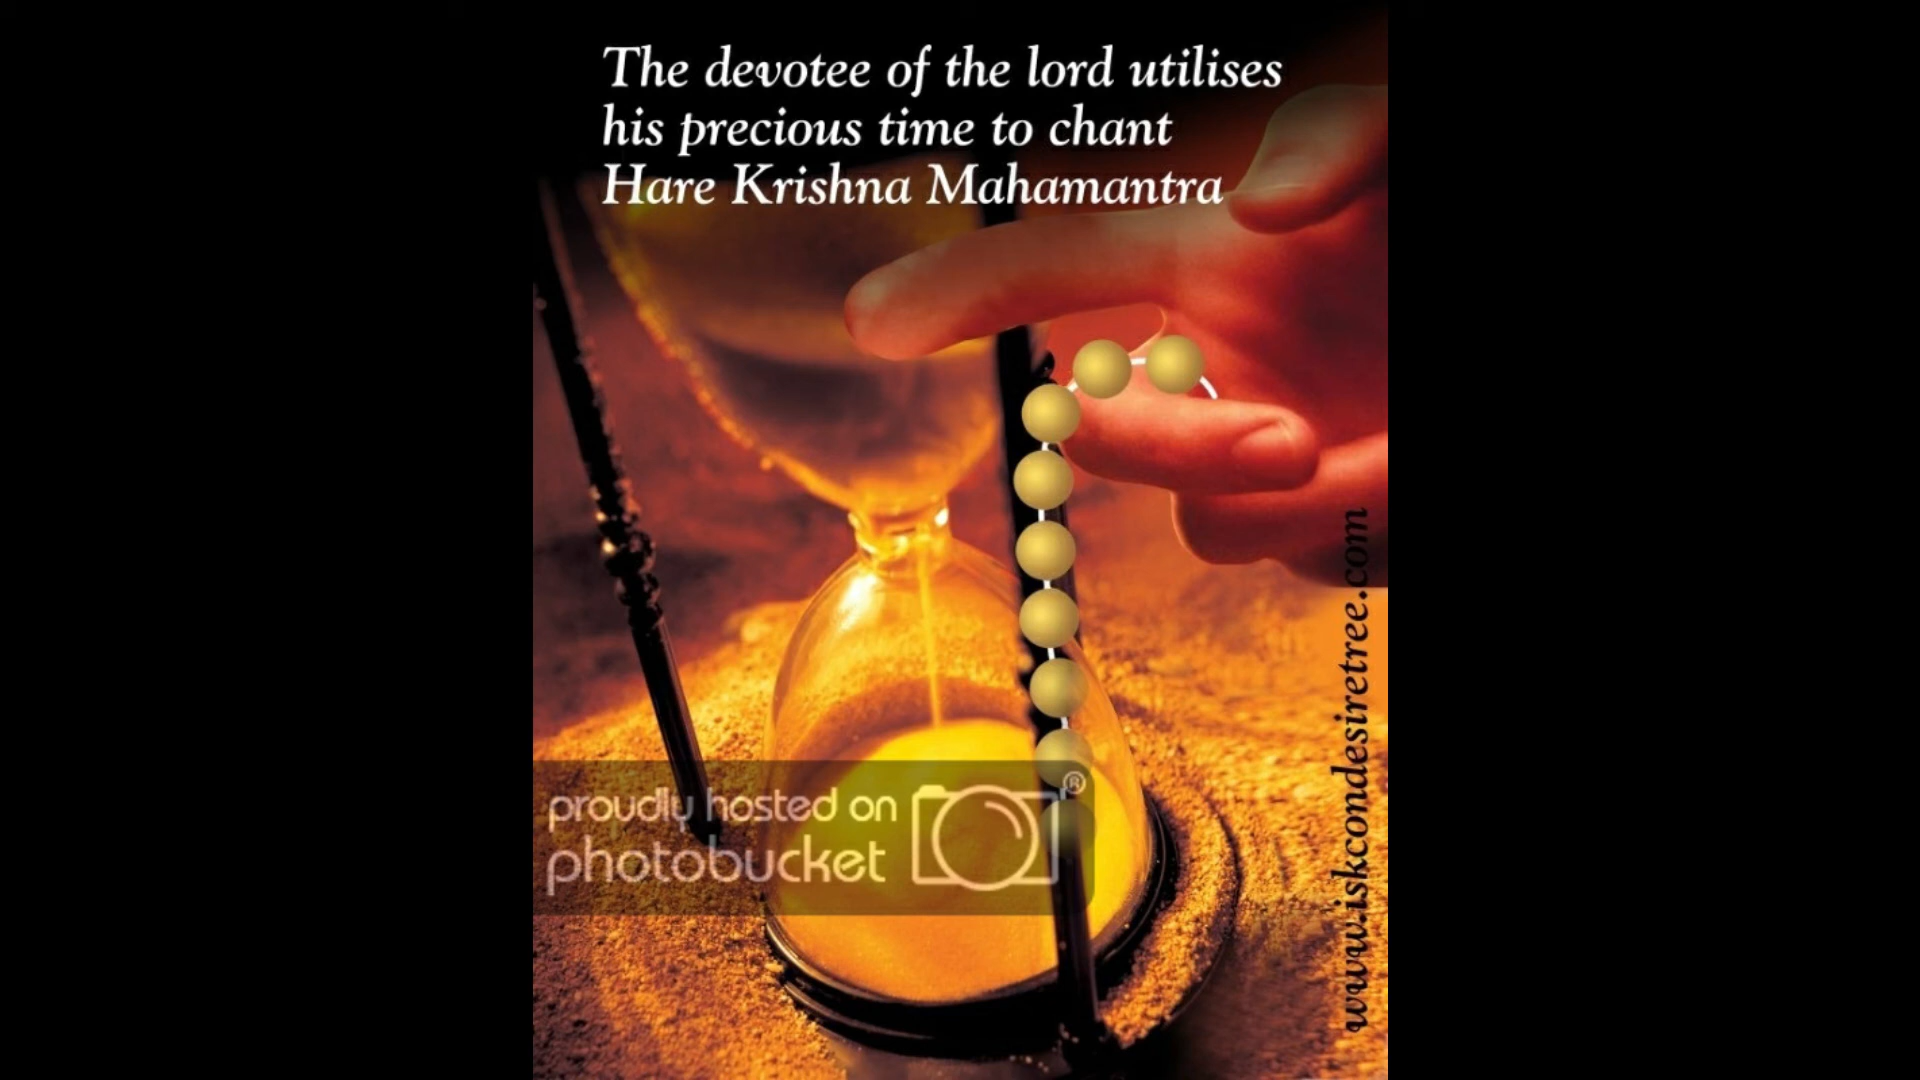 The devotee of the lord utilises
his precious time to chant
Hare Krishna Mahamantra
www.iskcondesiretree.com
proudly hosted on
photobucket
®